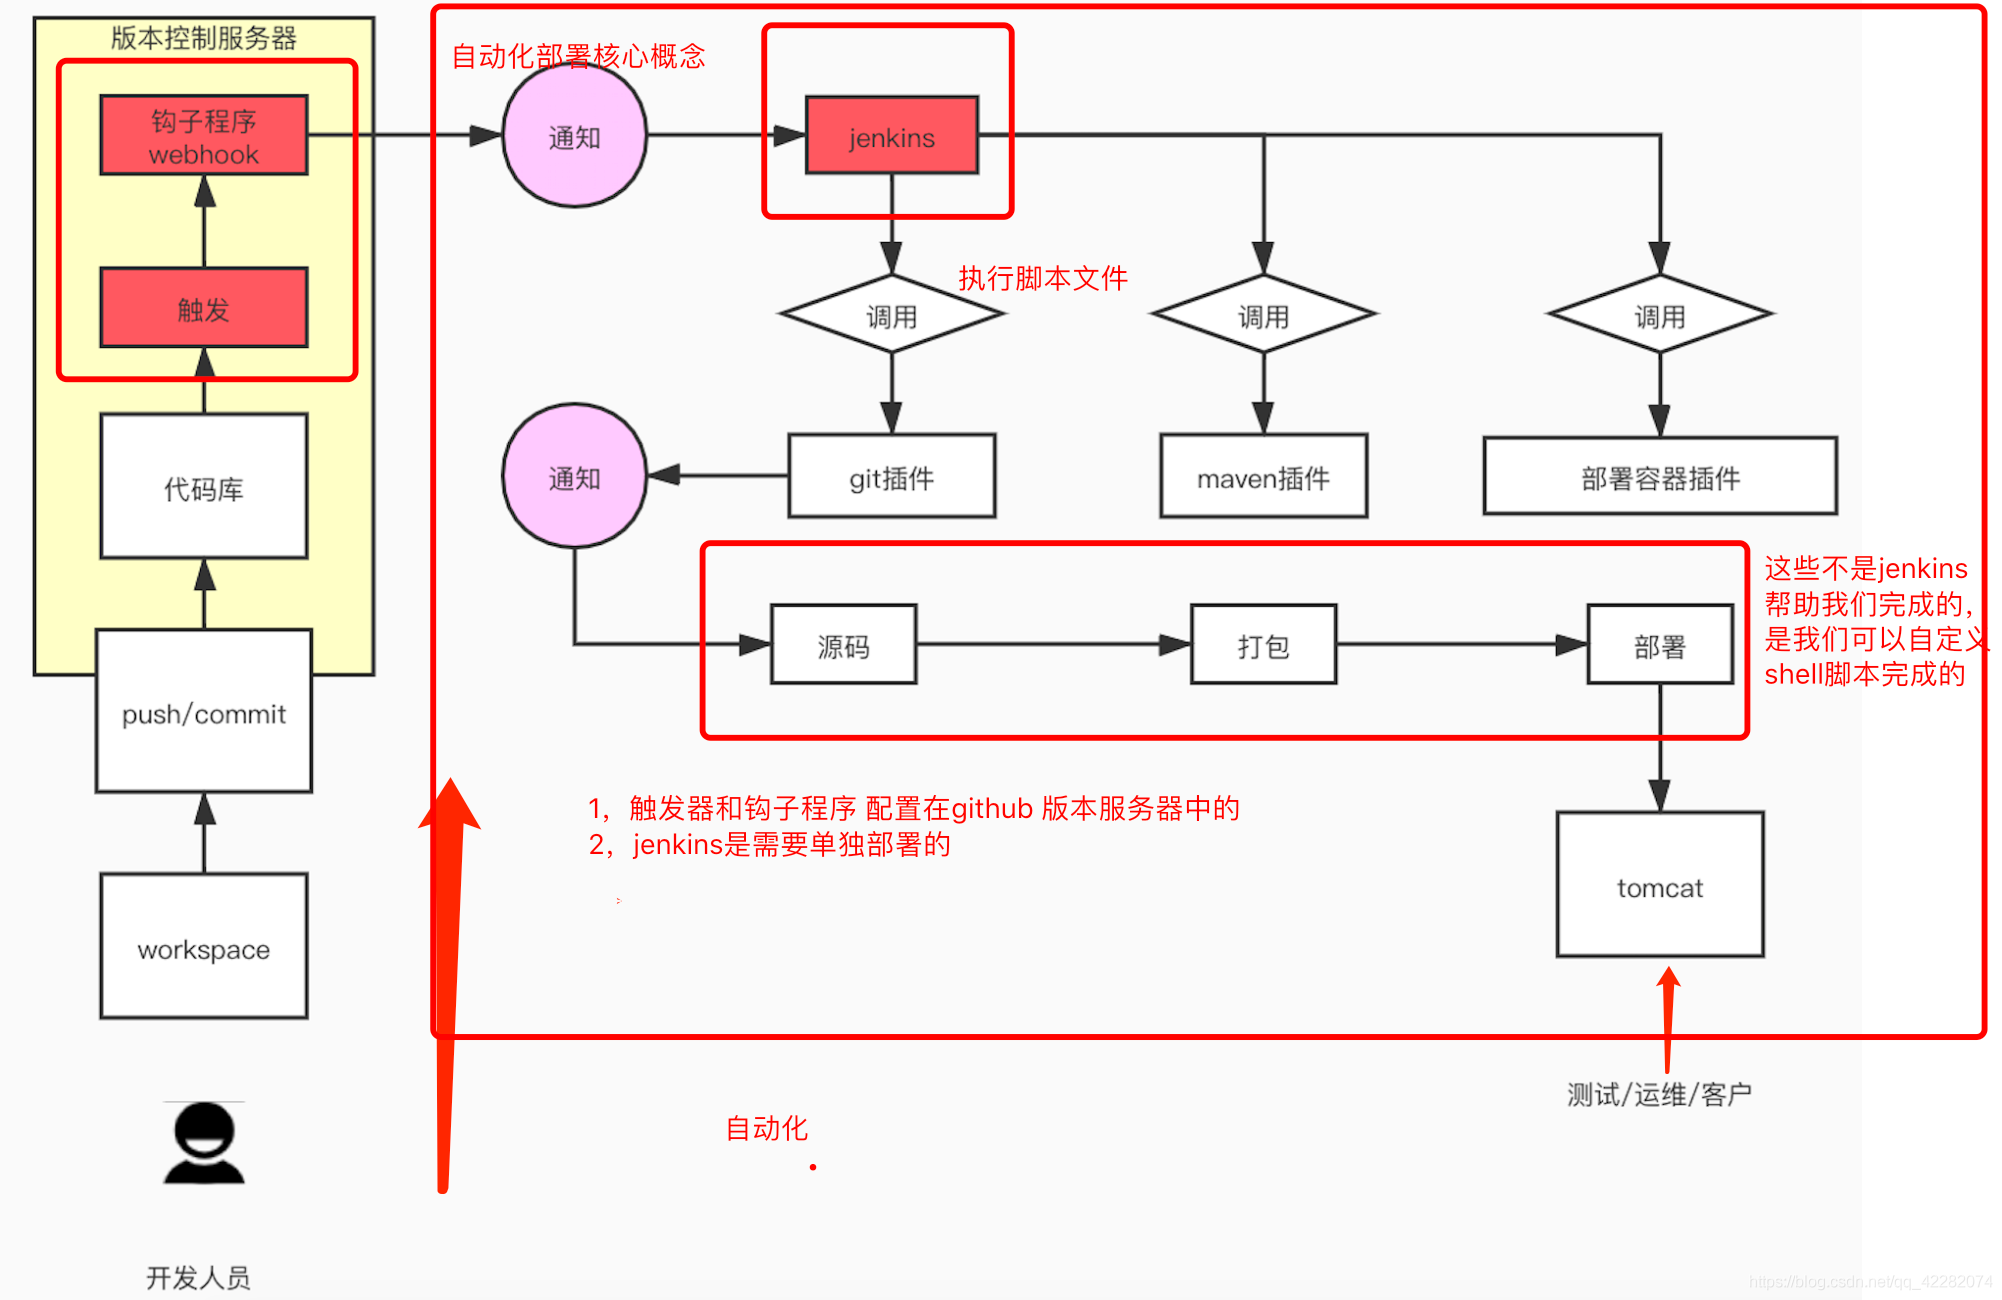 版本控制服务器
钩子程序
webhook
触发
代码库
push/commit
workspace
开发人员
自动化部署核心概念
通知
jenkins
执行脚本文件
调用
调用
调用
通知
git插件
maven插件
部署容器插件
源码
打包
部署
这些不是jenkins
帮助我们完成的，
是我们可以自定义
shell脚本完成的
1，触发器和钩子程序 配置在github 版本服务器中的
2，jenkins是需要单独部署的
tomcat
测试/运维/客户
自动化
https://blog.csdn.net/qq_42282074